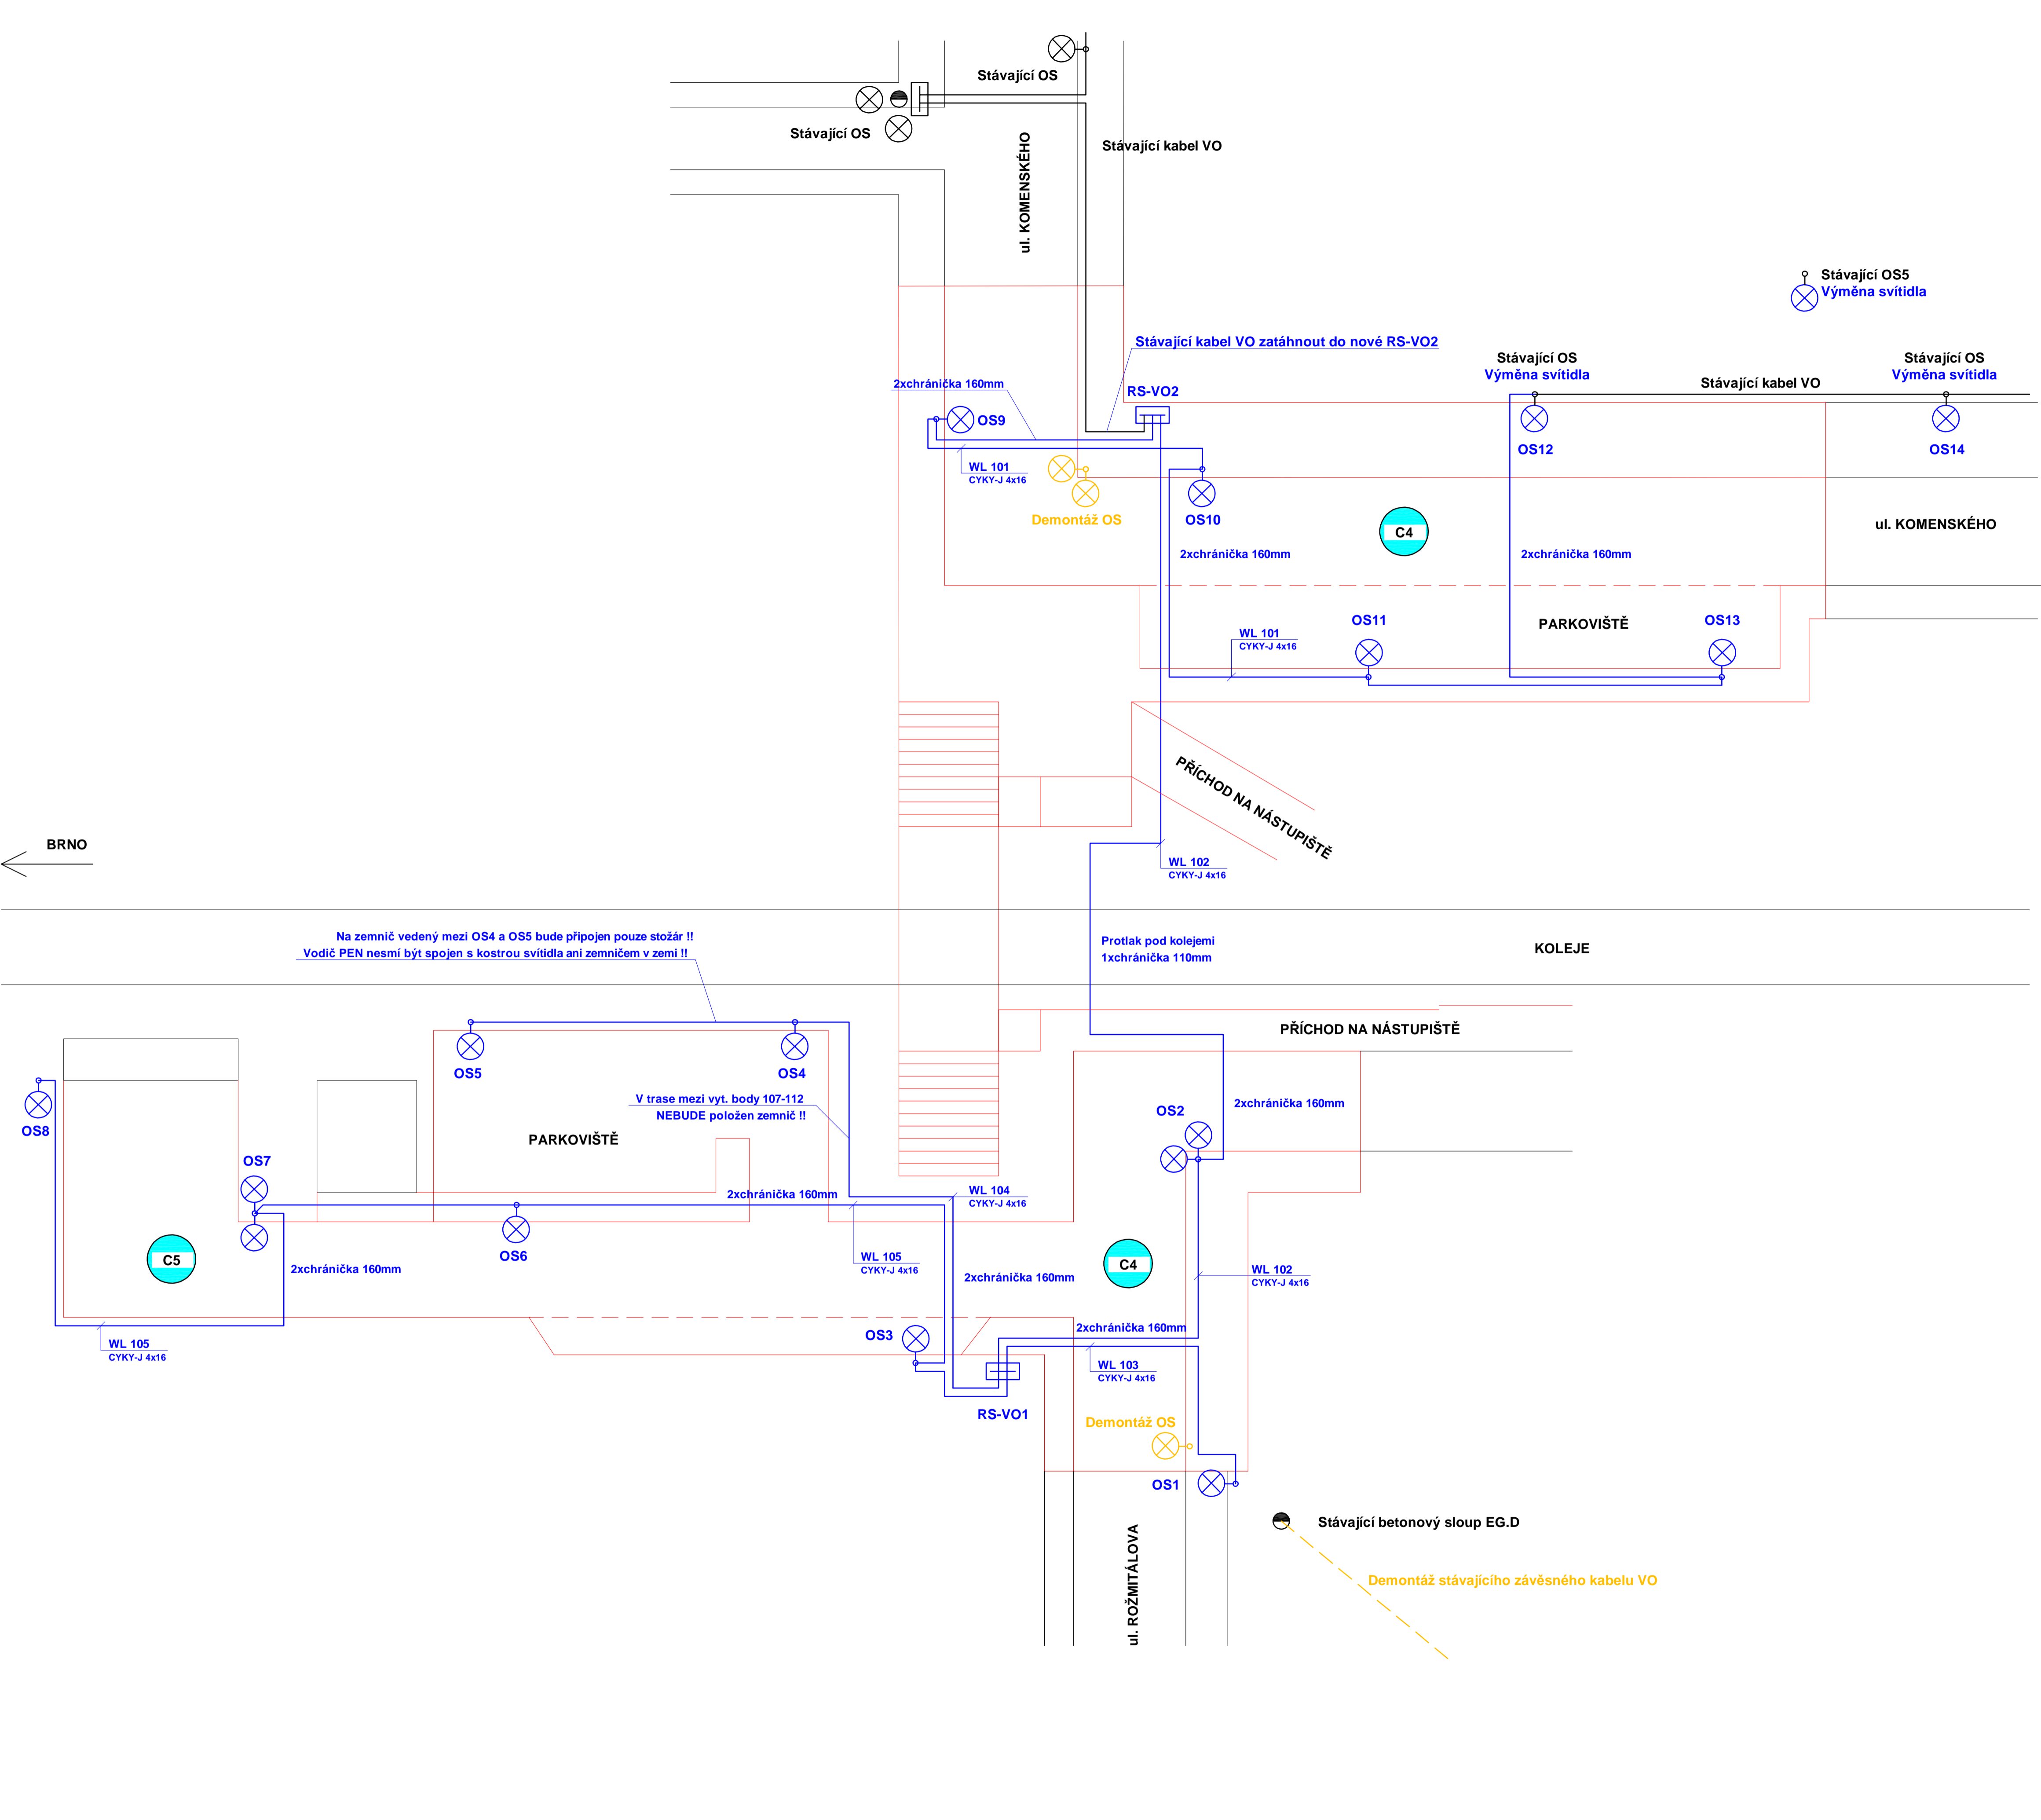 Stávající OS
Stávající OS
ul. KOMENSKÉHO
Stávající kabel VO
Stávající OS5
Výměna svítidla
Stávající kabel VO zatáhnout do nové RS-VO2
Stávající OS
Výměna svítidla
Stávající OS
Výměna svítidla
2xchránička 160mm
RS-VO2
Stávající kabel VO
OS9
OS12
OS14
WL 101
CYKY-J 4x16
Demontáž OS
OS10
C4
ul. KOMENSKÉHO
2xchránička 160mm
2xchránička 160mm
OS11
PARKOVIŠTĚ
OS13
WL 101
CYKY-J 4x16
PŘÍCHOD NA NÁSTUPIŠTĚ
BRNO
WL 102
CYKY-J 4x16
Na zemnič vedený mezi OS4 a OS5 bude připojen pouze stožár !!
Vodič PEN nesmí být spojen s kostrou svítidla ani zemničem v zemi !!
Protlak pod kolejemi
1xchránička 110mm
KOLEJE
PŘÍCHOD NA NÁSTUPIŠTĚ
OS5
OS4
V trase mezi vyt. body 107-112
NEBUDE položen zemnič !!
OS2
2xchránička 160mm
OS8
PARKOVIŠTĚ
OS7
2xchránička 160mm
WL 104
CYKY-J 4x16
OS6
C5
2xchránička 160mm
WL 105
CYKY-J 4x16
2xchránička 160mm
C4
WL 102
CYKY-J 4x16
WL 105
CYKY-J 4x16
OS3
2xchránička 160mm
WL 103
CYKY-J 4x16
RS-VO1
Demontáž OS
OS1
Stávající betonový sloup EG.D
ul. ROŽMITÁLOVA
Demontáž stávajícího závěsného kabelu VO